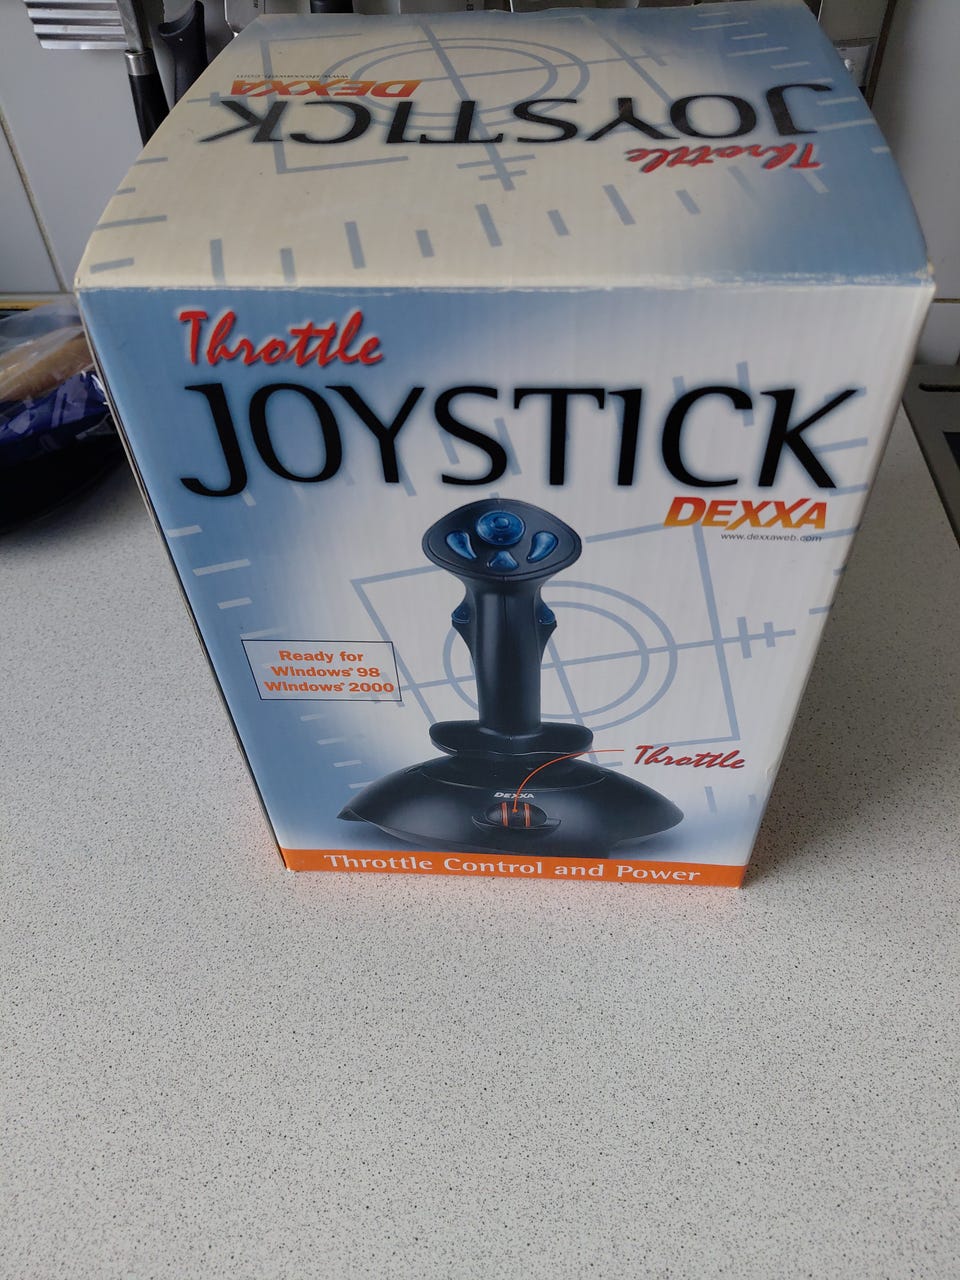 Throttle
JOYSTICK
DEXXA
www.dexxaweb.com
Throttle
JOYSTICK
DEXXA
www.dexxaweb.com
Ready for
Windows® 98
Windows® 2000
Throttle
DEXXA
Throttle Control and Power